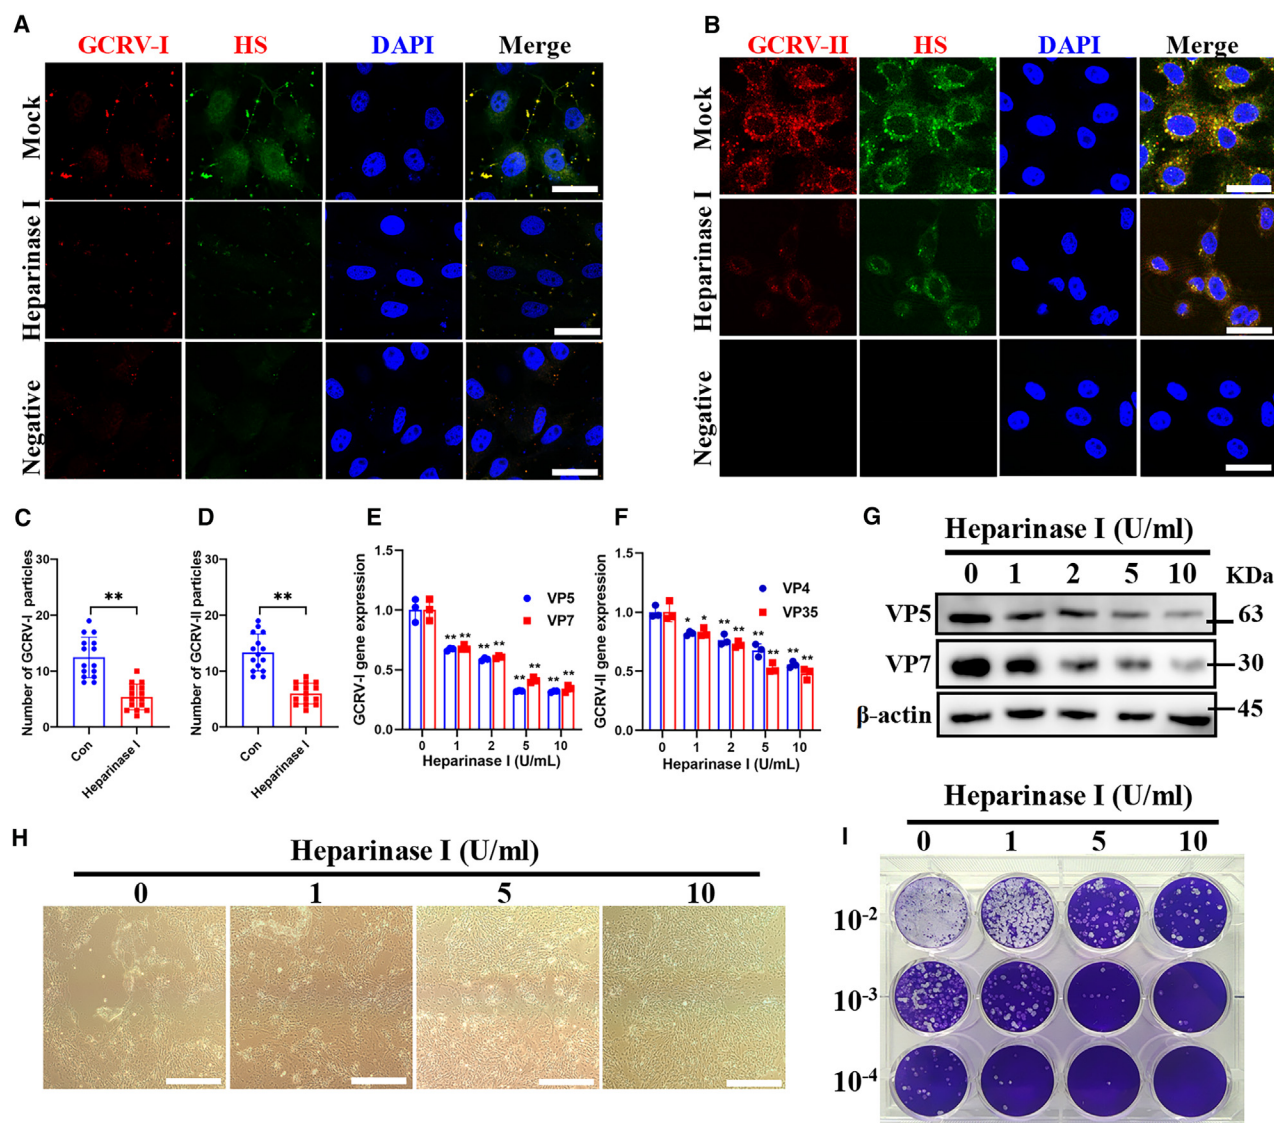 A
GCRV-I HS DAPI Merge
Mock
Heparinase I
Negative
B
GCRV-II HS DAPI Merge
Mock
Heparinase I
Negative
C
Number of GCRV-I particles
30
20
10
0
**
Con
Heparinase I
D
Number of GCRV-II particles
30
20
10
0
**
Con
Heparinase I
E
GCRV-I gene expression
1.5
1.0
0.5
0.0
VP5
VP7
** ** ** ** ** ** ** **
0 1 2 5 10
Heparinase I (U/mL)
F
GCRV-II gene expression
1.5
1.0
0.5
0.0
VP4
VP35
* * ** ** ** ** ** **
0 1 2 5 10
Heparinase I (U/mL)
G
Heparinase I (U/ml)
0 1 2 5 10 KDa
VP5 63
VP7 30
β-actin 45
H
Heparinase I (U/ml)
0 1 5 10
I
Heparinase I (U/ml)
0 1 5 10
10-2
10-3
10-4